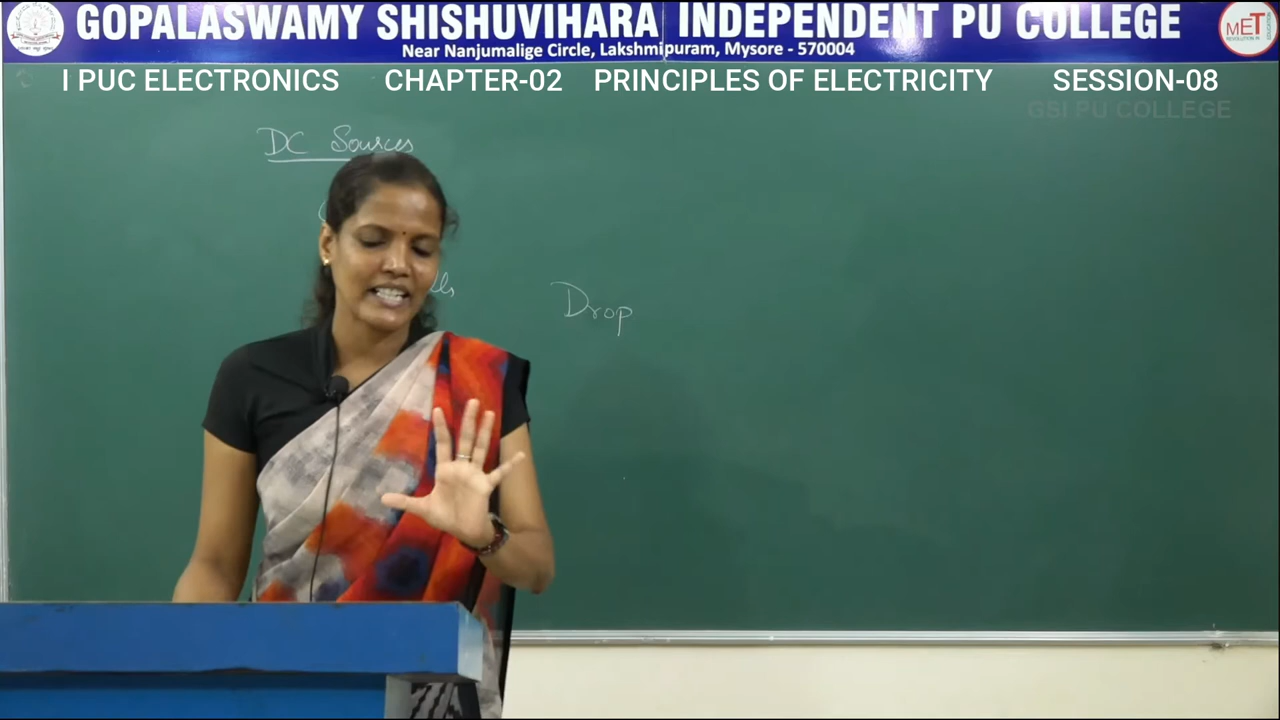 GOPALASWAMY SHISHUVIHARA INDEPENDENT PU COLLEGE
Near Nanjumalige Circle, Lakshmipuram, Mysore - 570004
MET
I PUC ELECTRONICS CHAPTER-02 PRINCIPLES OF ELECTRICITY SESSION-08
GSI PU COLLEGE
DC Sources
Drop